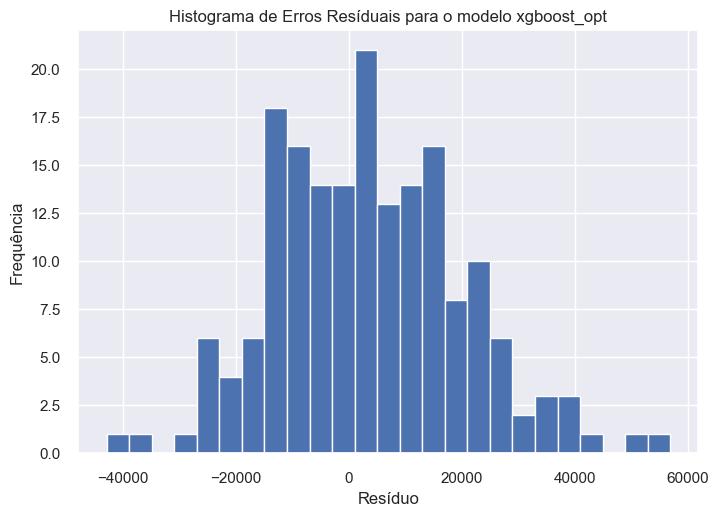 Histograma de Erros Resíduais para o modelo xgboost_opt
20.0
17.5
15.0
12.5
10.0
7.5
5.0
2.5
0.0
Frequência
−40000 −20000 0 20000 40000 60000
Resíduo